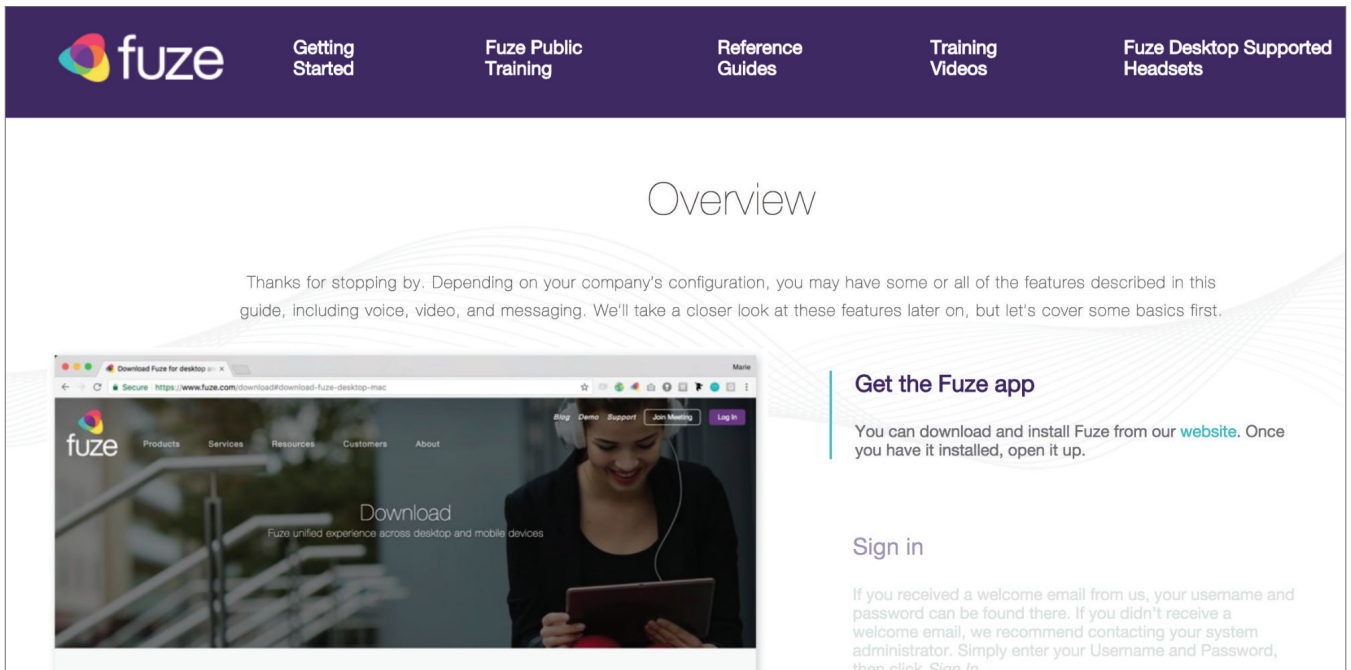 fuze
Getting
Started
Fuze Public
Training
Reference
Guides
Training
Videos
Fuze Desktop Supported
Headsets
Overview
Thanks for stopping by. Depending on your company's configuration, you may have some or all of the features described in this
guide, including voice, video, and messaging. We'll take a closer look at these features later on, but let's cover some basics first.
Download Fuze for desktop
Marie
Secure https://www.fuze.com/download#download-fuze-desktop-mac
Blog Demo Support Join Meeting Log In
fuze
Products Services Resources Customers About
Download
Fuze unified experience across desktop and mobile devices
Get the Fuze app
You can download and install Fuze from our website. Once
you have it installed, open it up.
Sign in
If you received a welcome email from us, your username and
password can be found there. If you didn't receive a
welcome email, we recommend contacting your system
administrator. Simply enter your Username and Password,
then click Sign In